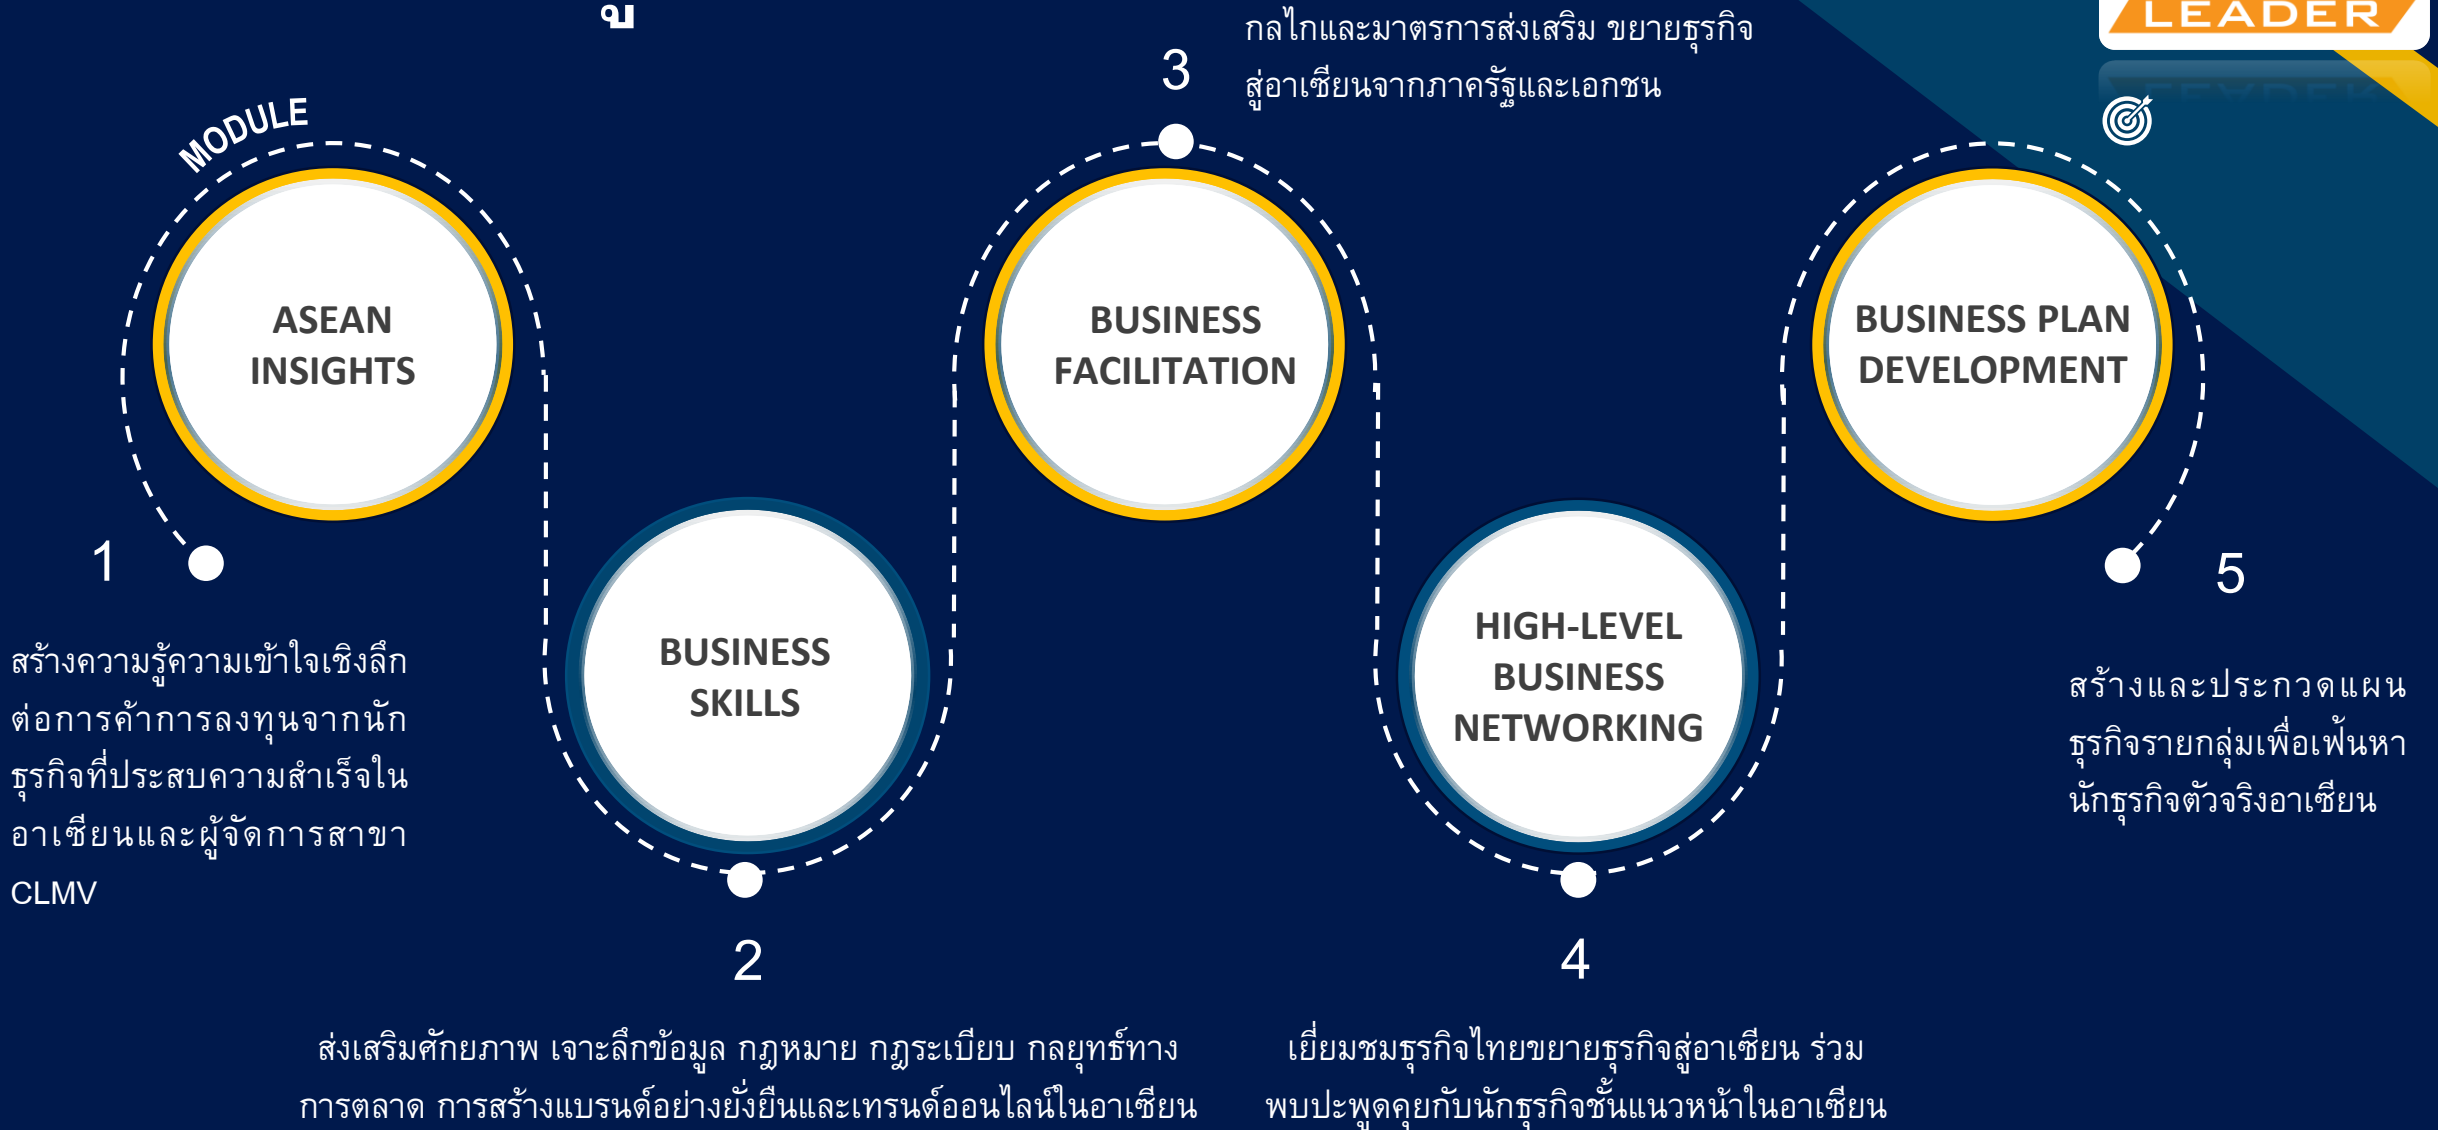 LEADER
MODULE
1
ASEAN
INSIGHTS
สร้างความรู้ความเข้าใจเชิงลึก
ต่อการค้าการลงทุนจากนัก
ธุรกิจที่ประสบความสำเร็จใน
อาเซียนและผู้จัดการสาขา
CLMV
BUSINESS
SKILLS
2
ส่งเสริมศักยภาพ เจาะลึกข้อมูล กฎหมาย กฎระเบียบ กลยุทธ์ทาง
การตลาด การสร้างแบรนด์อย่างยั่งยืนและเทรนด์ออนไลน์ในอาเซียน
3
กลไกและมาตรการส่งเสริม ขยายธุรกิจ
สู่อาเซียนจากภาครัฐและเอกชน
BUSINESS
FACILITATION
HIGH-LEVEL
BUSINESS
NETWORKING
4
เยี่ยมชมธุรกิจไทยขยายธุรกิจสู่อาเซียน ร่วม
พบปะพูดคุยกับนักธุรกิจชั้นแนวหน้าในอาเซียน
BUSINESS PLAN
DEVELOPMENT
5
สร้างและประกวดแผน
ธุรกิจรายกลุ่มเพื่อเฟ้นหา
นักธุรกิจตัวจริงอาเซียน